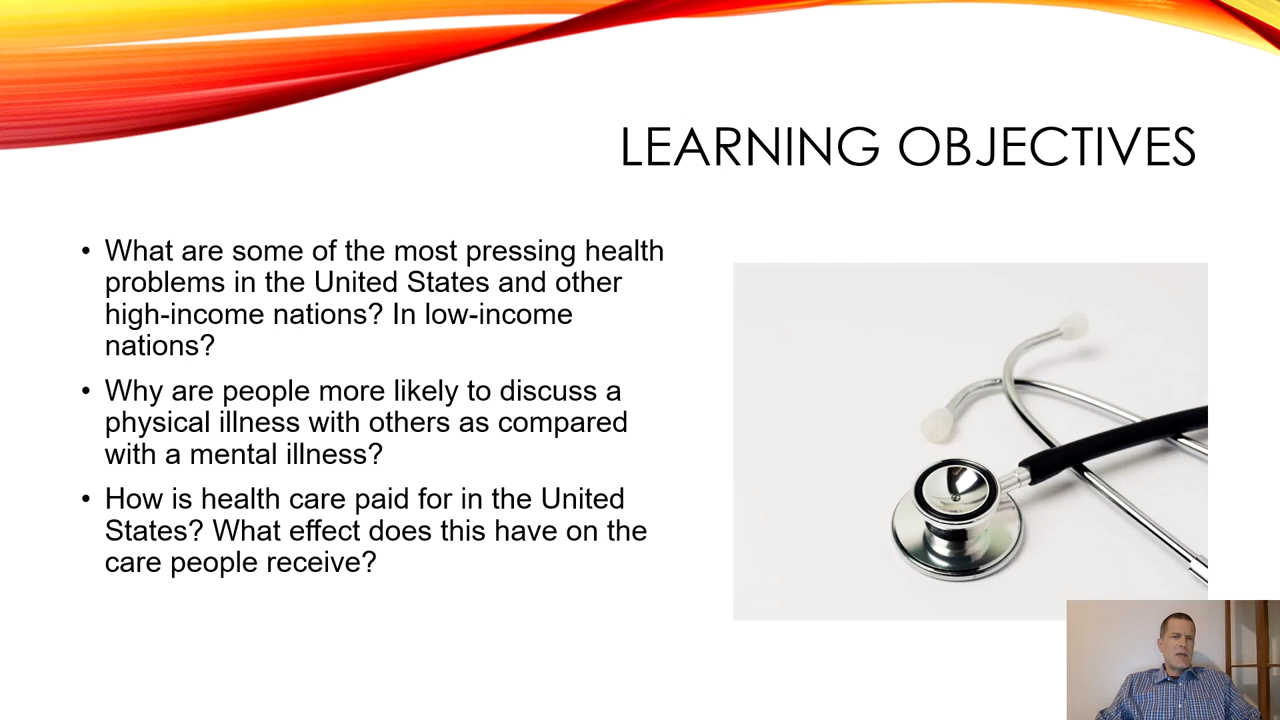 LEARNING OBJECTIVES
• What are some of the most pressing health
problems in the United States and other
high-income nations? In low-income
nations?
• Why are people more likely to discuss a
physical illness with others as compared
with a mental illness?
• How is health care paid for in the United
States? What effect does this have on the
care people receive?